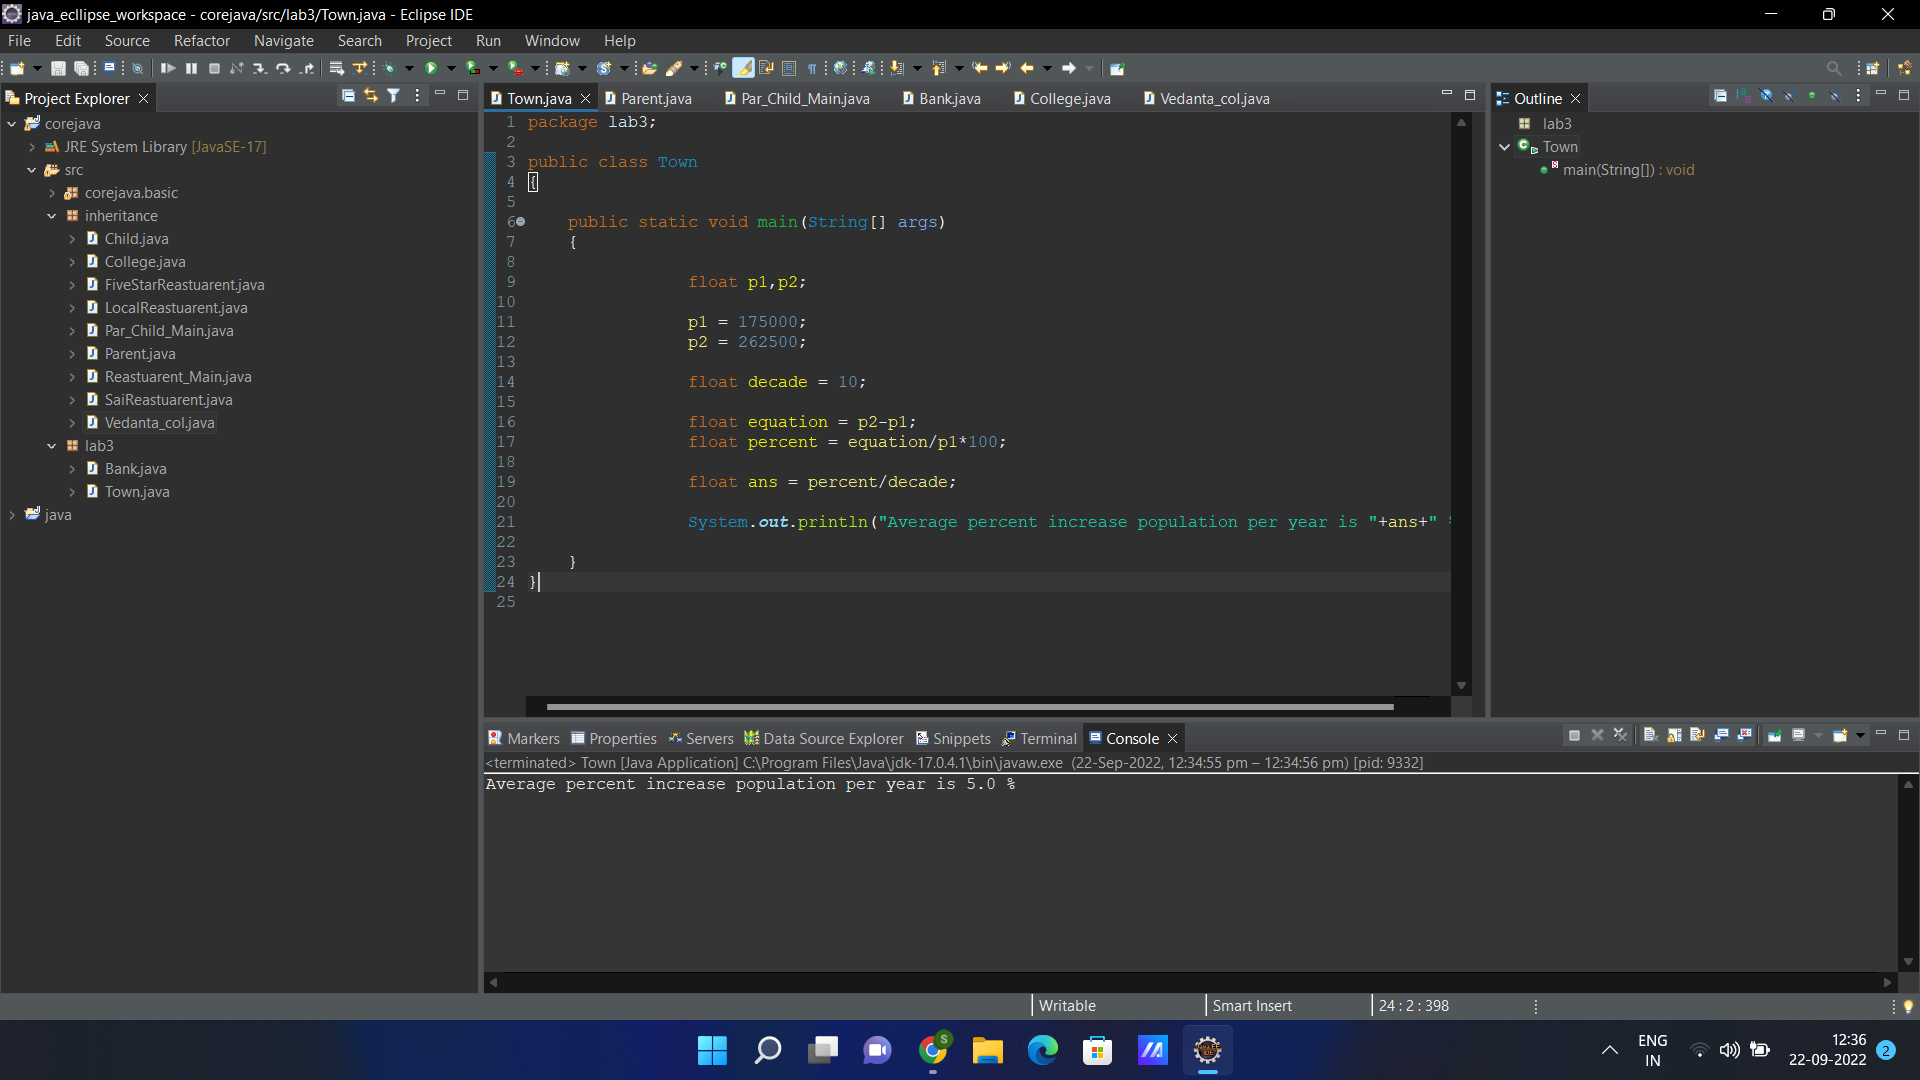 java_ecllipse_workspace - corejava/src/lab3/Town.java - Eclipse IDE
File Edit Source Refactor Navigate Search Project Run Window Help
Project Explorer
corejava
JRE System Library [JavaSE-17]
src
corejava.basic
inheritance
Child.java
College.java
FiveStarReastuarent.java
LocalReastuarent.java
Par_Child_Main.java
Parent.java
Reastuarent_Main.java
SaiReastuarent.java
Vedanta_col.java
lab3
Bank.java
Town.java
java
Town.java Parent.java Par_Child_Main.java Bank.java College.java Vedanta_col.java
1 package lab3;
2
3 public class Town
4 {
5
6 public static void main(String[] args)
7 {
8
9 float p1,p2;
10
11 p1 = 175000;
12 p2 = 262500;
13
14 float decade = 10;
15
16 float equation = p2-p1;
17 float percent = equation/p1*100;
18
19 float ans = percent/decade;
20
21 System.out.println("Average percent increase population per year is "+ans+"
22
23 }
24 }
25
Outline
lab3
Town
main(String[]) : void
Markers Properties Servers Data Source Explorer Snippets Terminal Console
<terminated> Town [Java Application] C:\Program Files\Java\jdk-17.0.4.1\bin\javaw.exe (22-Sep-2022, 12:34:55 pm – 12:34:56 pm) [pid: 9332]
Average percent increase population per year is 5.0 %
Writable Smart Insert 24 : 2 : 398
ENG
IN
12:36
22-09-2022
2